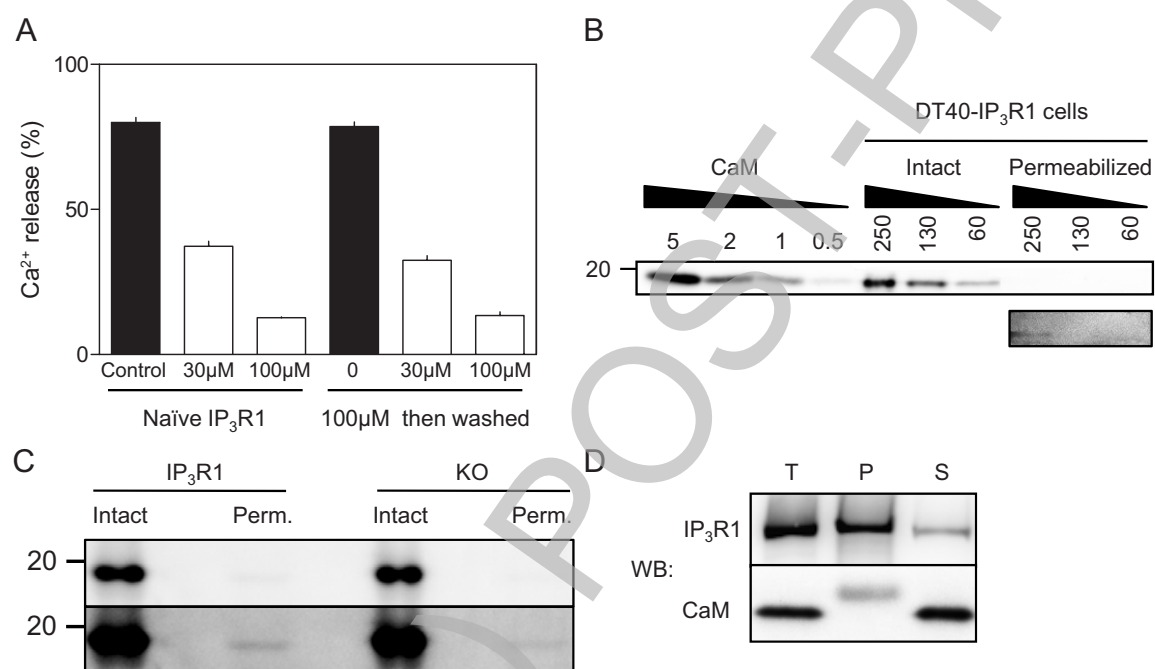 A
Ca2+ release (%)
100
50
0
Control 30µM 100µM 0 30µM 100µM
Naïve IP3R1 100µM then washed
B
DT40-IP3R1 cells
CaM Intact Permeabilized
5 2 1 0.5 250 130 60 250 130 60
20
C
IP3R1 KO
Intact Perm. Intact Perm.
20
20
D
T P S
IP3R1
WB:
CaM
POST-P